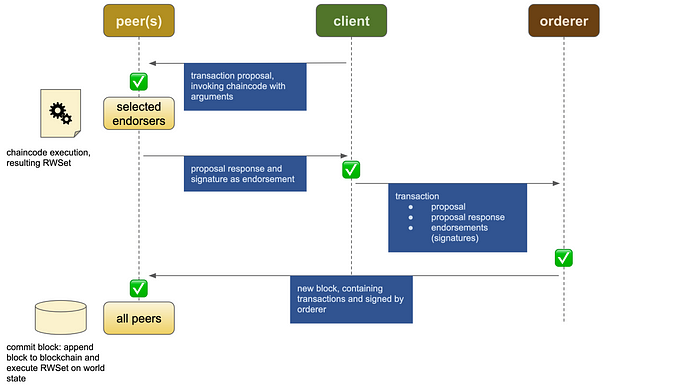 peer(s)
client
orderer
transaction proposal,
invoking chaincode with
arguments
selected
endorsers
chaincode execution,
resulting RWSet
proposal response and
signature as endorsement
transaction
● proposal
● proposal response
● endorsements
(signatures)
new block, containing
transactions and signed by
orderer
all peers
commit block: append
block to blockchain and
execute RWSet on world
state